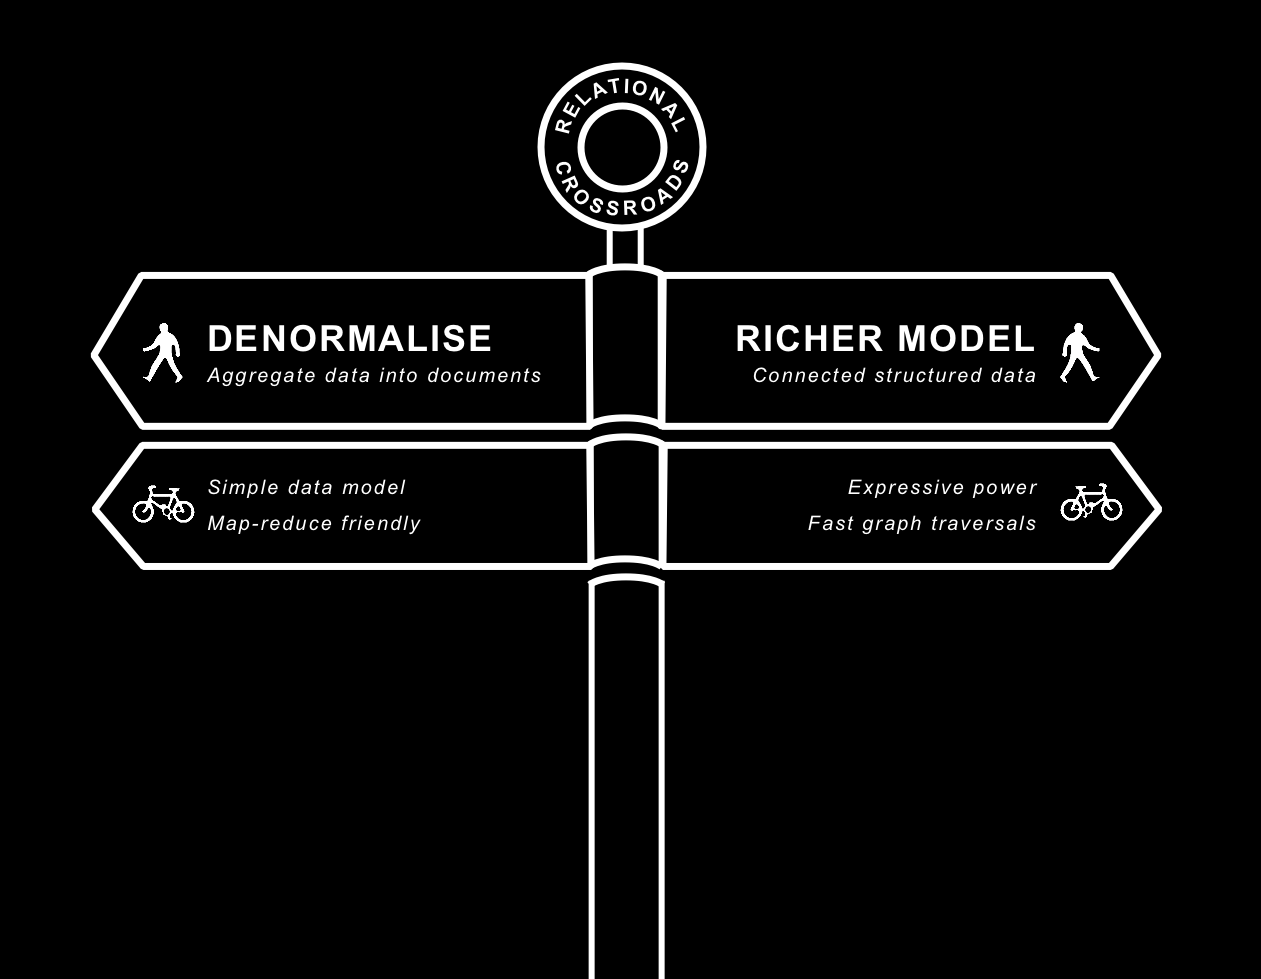 RELATIONAL
CROSSROADS
DENORMALISE
Aggregate data into documents
Simple data model
Map-reduce friendly
RICHER MODEL
Connected structured data
Expressive power
Fast graph traversals